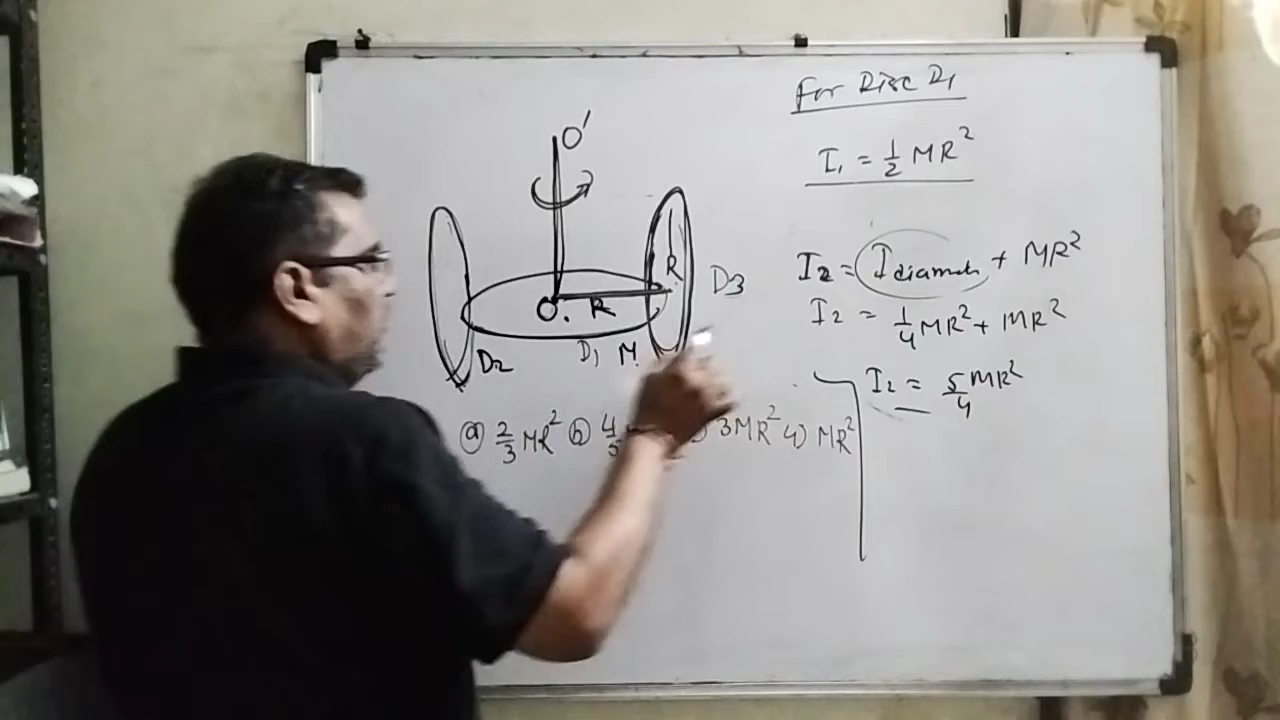 For Disc D1
I1 = 1/2 MR²
O'
R
D3
O. R
D2
D1 M
I2 = I diameter + MR²
I2 = 1/4 MR² + MR²
I2 = 5/4 MR²
a) 2/3 MR² b) 4/5 3MR² 4) MR²